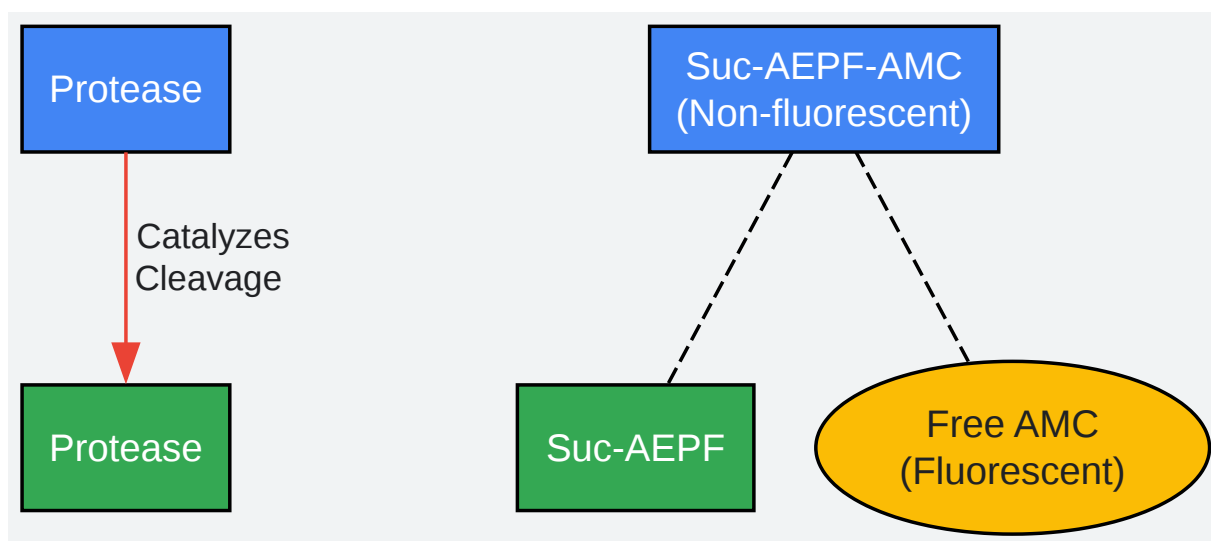 Protease
Suc-AEPF-AMC
(Non-fluorescent)
Catalyzes
Cleavage
Protease
Suc-AEPF
Free AMC
(Fluorescent)